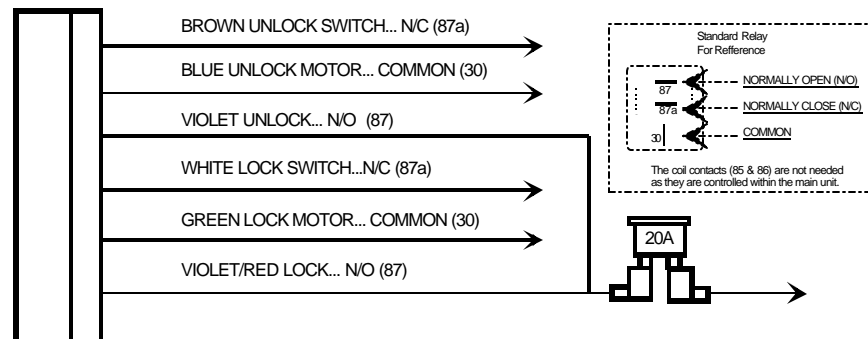 BROWN UNLOCK SWITCH... N/C (87a)
BLUE UNLOCK MOTOR... COMMON (30)
VIOLET UNLOCK... N/O (87)
WHITE LOCK SWITCH...N/C (87a)
GREEN LOCK MOTOR... COMMON (30)
VIOLET/RED LOCK... N/O (87)
Standard Relay
For Refference
87
NORMALLY OPEN (N/O)
87a
NORMALLY CLOSE (N/C)
30
COMMON
The coil contacts (85 & 86) are not needed
as they are controlled within the main unit.
20A